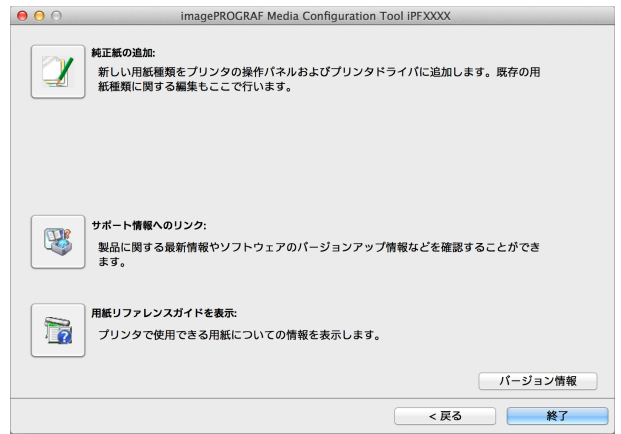 imagePROGRAF Media Configuration Tool iPFXXXX
純正紙の追加:
新しい用紙種類をプリンタの操作パネルおよびプリンタドライバに追加します。既存の用
紙種類に関する編集もここで行います。
サポート情報へのリンク:
製品に関する最新情報やソフトウェアのバージョンアップ情報などを確認することができ
ます。
用紙リファレンスガイドを表示:
プリンタで使用できる用紙についての情報を表示します。
バージョン情報
< 戻る
終了